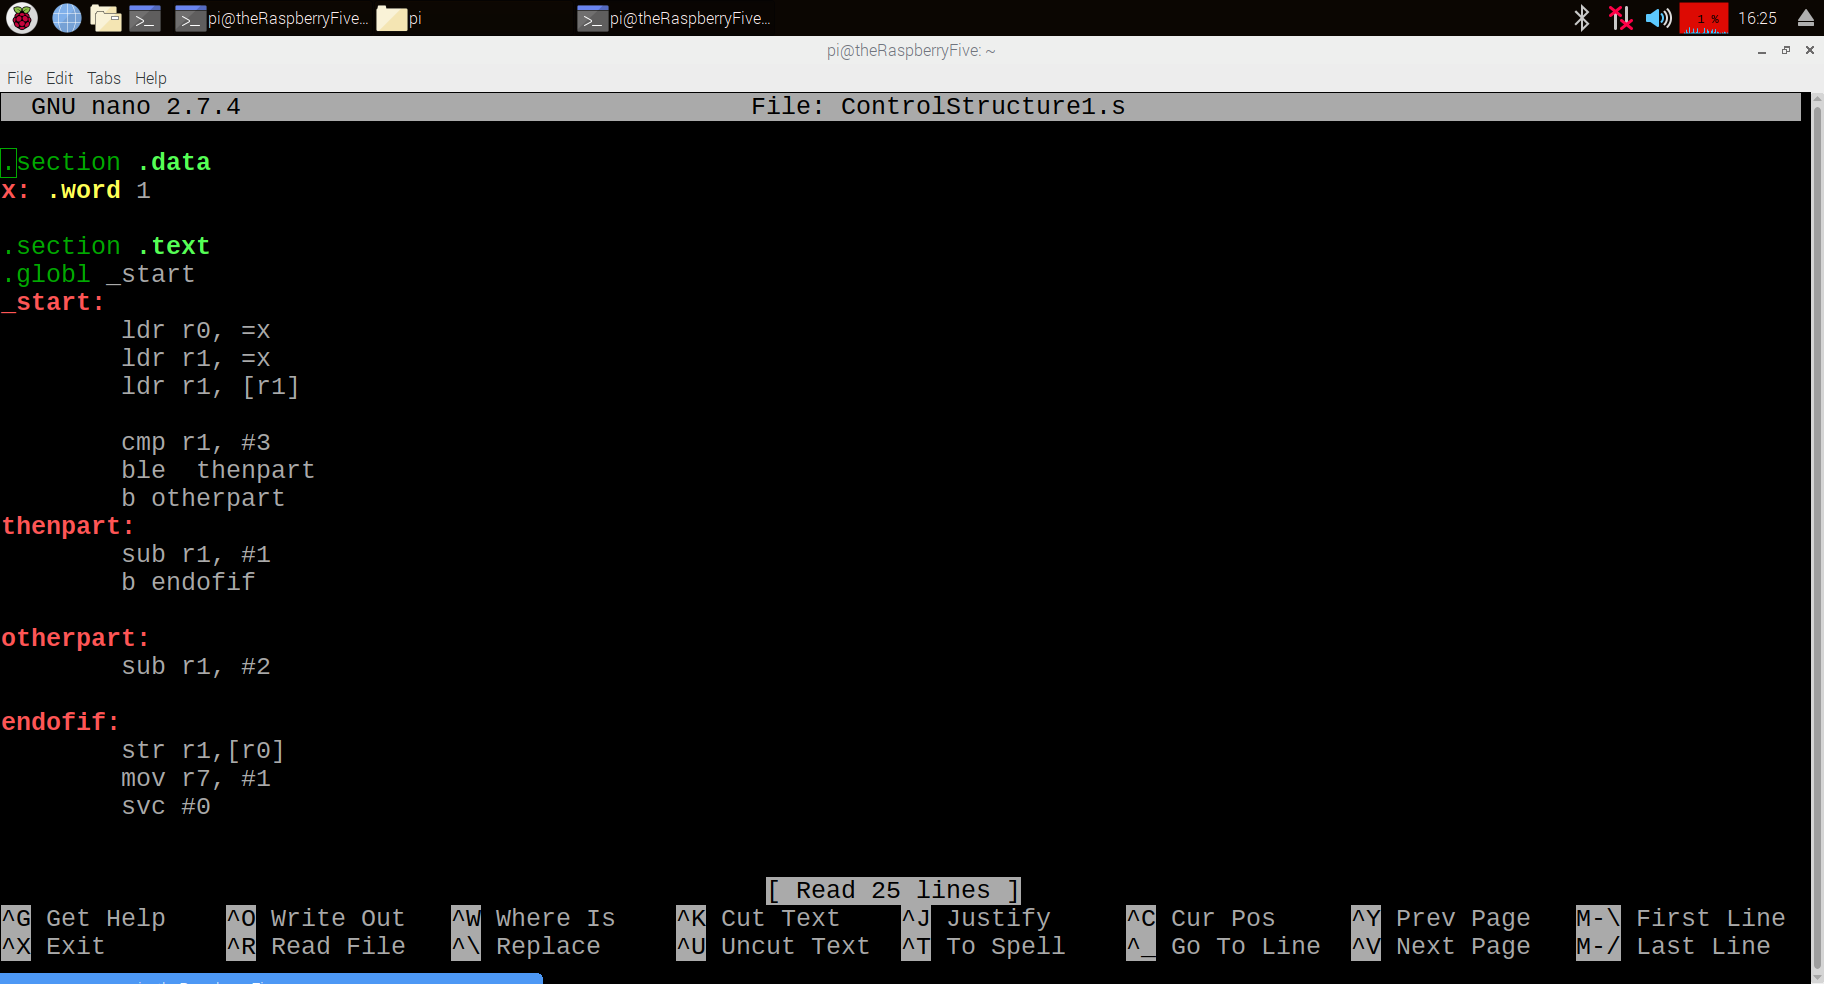 pi@theRaspberryFive... pi pi@theRaspberryFive... 1 % 16:25
pi@theRaspberryFive: ~
File Edit Tabs Help
GNU nano 2.7.4 File: ControlStructure1.s
.section .data
x: .word 1
.section .text
.globl _start
_start:
ldr r0, =x
ldr r1, =x
ldr r1, [r1]
cmp r1, #3
ble  thenpart
b otherpart
thenpart:
sub r1, #1
b endofif
otherpart:
sub r1, #2
endofif:
str r1,[r0]
mov r7, #1
svc #0
[ Read 25 lines ]
^G Get Help ^O Write Out ^W Where Is ^K Cut Text ^J Justify ^C Cur Pos ^Y Prev Page M-\ First Line
^X Exit ^R Read File ^\ Replace ^U Uncut Text ^T To Spell ^_ Go To Line ^V Next Page M-/ Last Line